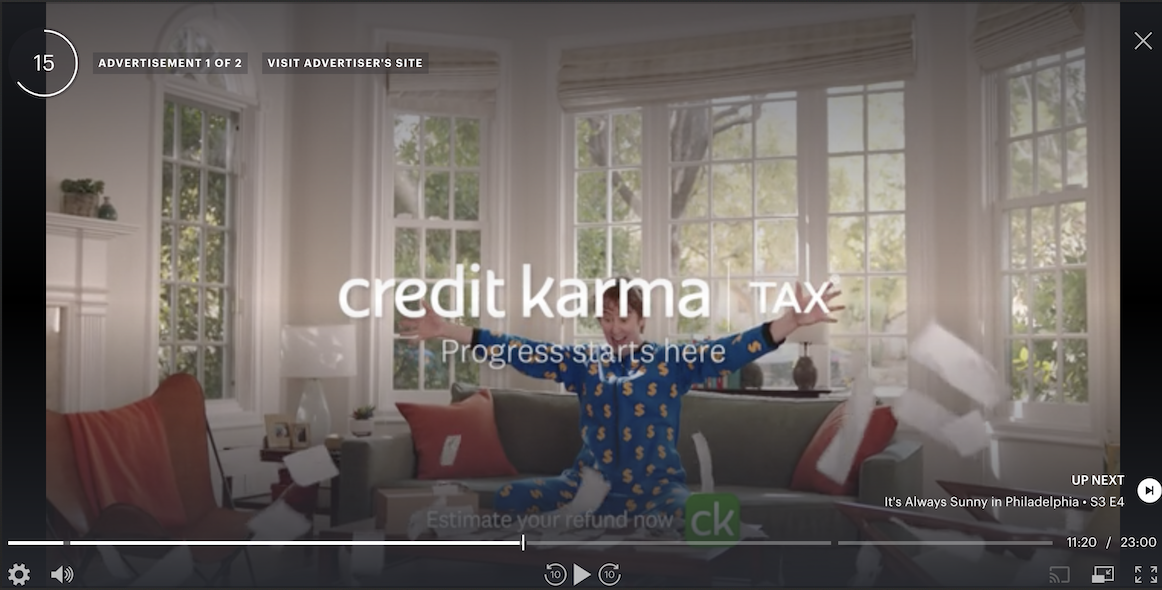 15
ADVERTISEMENT 1 OF 2
VISIT ADVERTISER'S SITE
credit karma TAX
Progress starts here
UP NEXT
It's Always Sunny in Philadelphia • S3 E4
Estimate your refund now ck
11:20 / 23:00
10 10